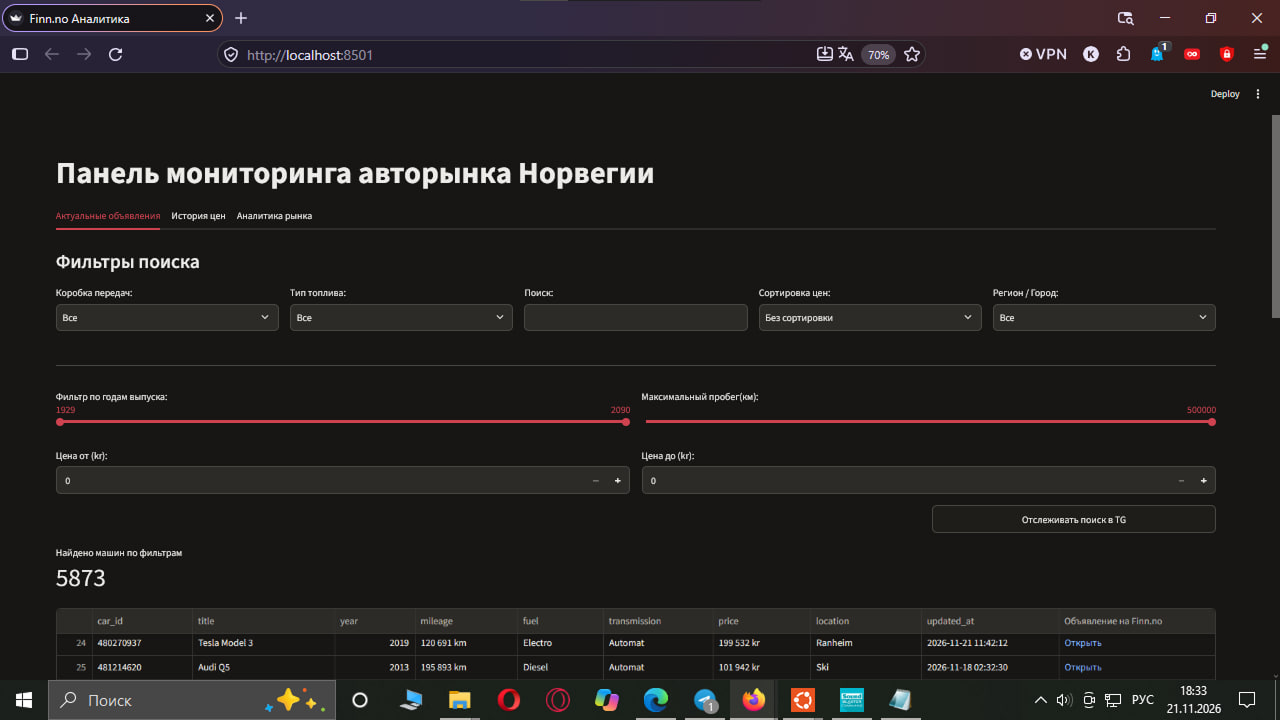 Finn.no Аналитика
http://localhost:8501
70%
VPN
K
1
Deploy
Панель мониторинга авторынка Норвегии
Актуальные объявления История цен Аналитика рынка
Фильтры поиска
Коробка передач: Тип топлива: Поиск: Сортировка цен: Регион / Город:
Все Все Без сортировки Все
Фильтр по годам выпуска: Максимальный пробег(км):
1929 2090 500000
Цена от (kr): Цена до (kr):
0 0
Отслеживать поиск в TG
Найдено машин по фильтрам
5873
car_id title year mileage fuel transmission price location updated_at Объявление на Finn.no
24 480270937 Tesla Model 3 2019 120 691 km Electro Automat 199 532 kr Ranheim 2026-11-21 11:42:12 Открыть
25 481214620 Audi Q5 2013 195 893 km Diesel Automat 101 942 kr Ski 2026-11-18 02:32:30 Открыть
Поиск
1
РУС
18:33
21.11.2026